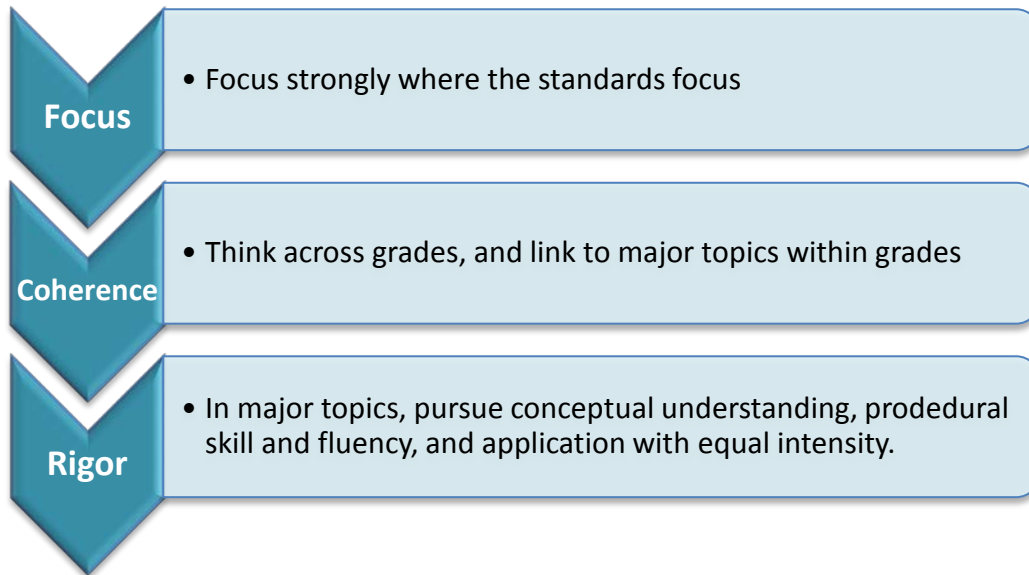 Focus
• Focus strongly where the standards focus
Coherence
• Think across grades, and link to major topics within grades
Rigor
• In major topics, pursue conceptual understanding, prodedural
skill and fluency, and application with equal intensity.